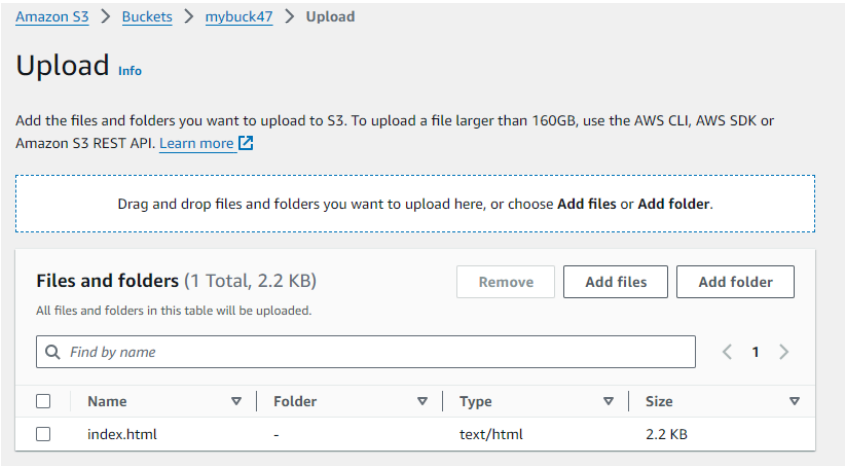 Amazon S3 > Buckets > mybuck47 > Upload
Upload Info
Add the files and folders you want to upload to S3. To upload a file larger than 160GB, use the AWS CLI, AWS SDK or
Amazon S3 REST API. Learn more
Drag and drop files and folders you want to upload here, or choose Add files or Add folder.
Files and folders (1 Total, 2.2 KB)
Remove
Add files
Add folder
All files and folders in this table will be uploaded.
Find by name
< 1 >
Name Folder Type Size
index.html - text/html 2.2 KB